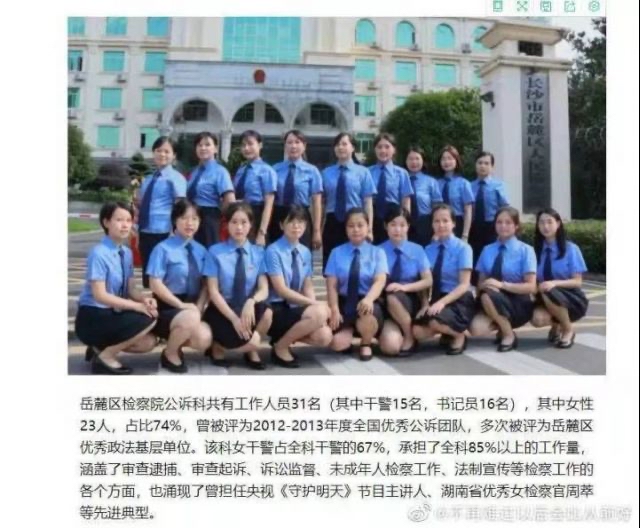 长沙市岳麓区人民
岳麓区检察院公诉科共有工作人员31名（其中干警15名，书记员16名），其中女性
23人，占比74%，曾被评为2012-2013年度全国优秀公诉团队，多次被评为岳麓区
优秀政法基层单位。该科女干警占全科干警的67%，承担了全科85%以上的工作量，
涵盖了审查逮捕、审查起诉、诉讼监督、未成年人检察工作、法制宣传等检察工作的
各个方面，也涌现了曾担任央视《守护明天》节目主讲人、湖南省优秀女检察官周萃
等先进典型。